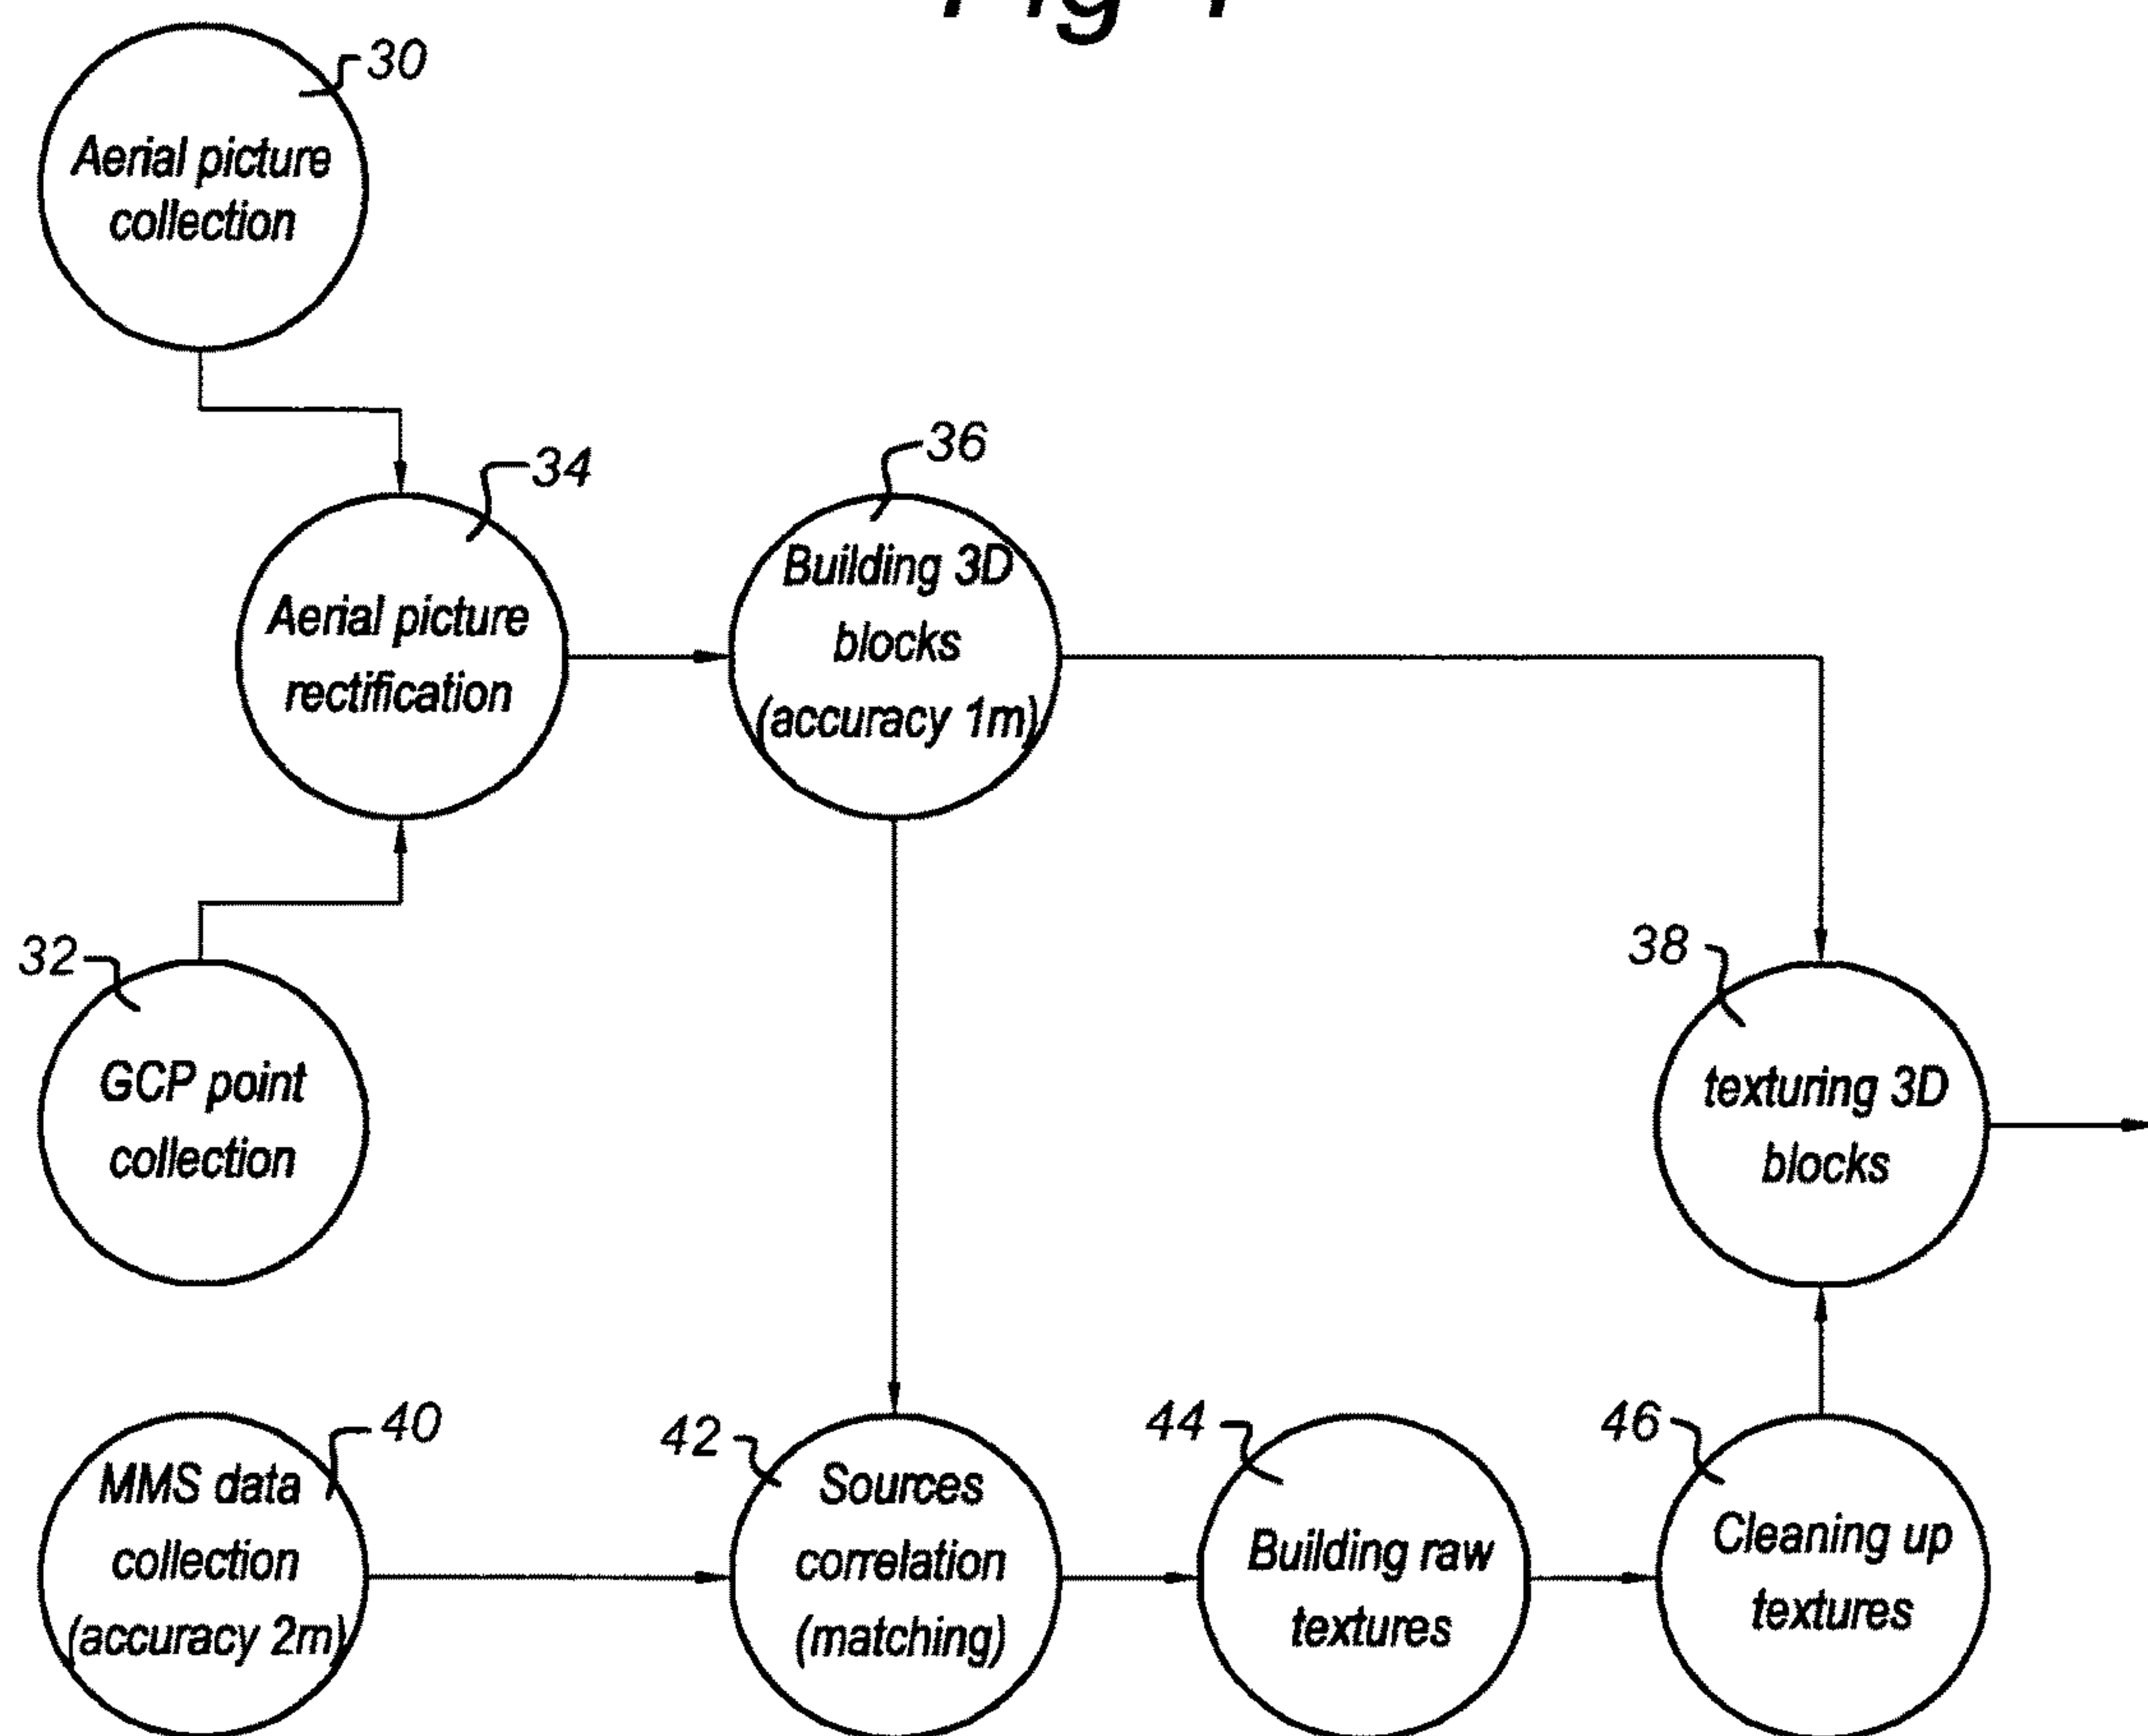 30
Aerial picture
collection
34
Aerial picture
rectification
36
Building 3D
blocks
(accuracy 1m)
32
GCP point
collection
38
texturing 3D
blocks
40
MMS data
collection
(accuracy 2m)
42
Sources
correlation
(matching)
44
Building raw
textures
46
Cleaning up
textures